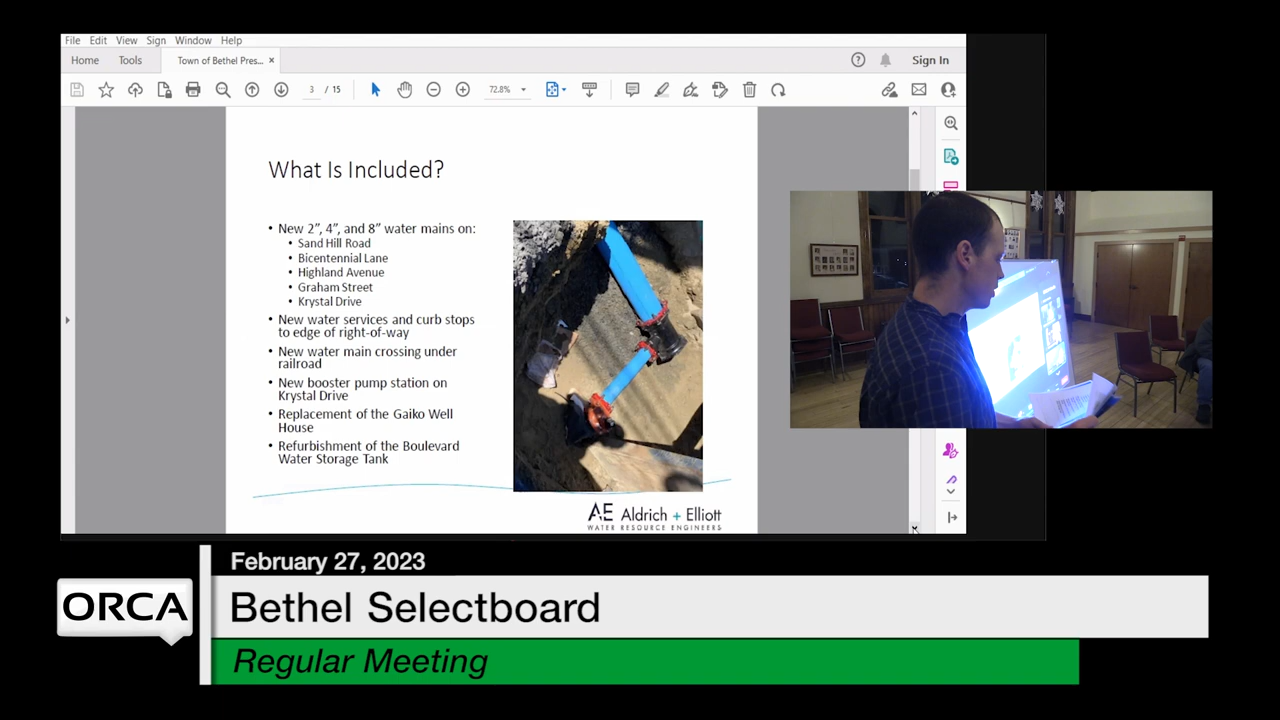 File Edit View Sign Window Help
Home Tools Town of Bethel Pres... × Sign In
3 / 15 72.8%
What Is Included?
• New 2”, 4”, and 8” water mains on:
• Sand Hill Road
• Bicentennial Lane
• Highland Avenue
• Graham Street
• Krystal Drive
• New water services and curb stops
to edge of right-of-way
• New water main crossing under
railroad
• New booster pump station on
Krystal Drive
• Replacement of the Gaiko Well
House
• Refurbishment of the Boulevard
Water Storage Tank
AE Aldrich + Elliott
WATER RESOURCE ENGINEERS
February 27, 2023
ORCA
Bethel Selectboard
Regular Meeting